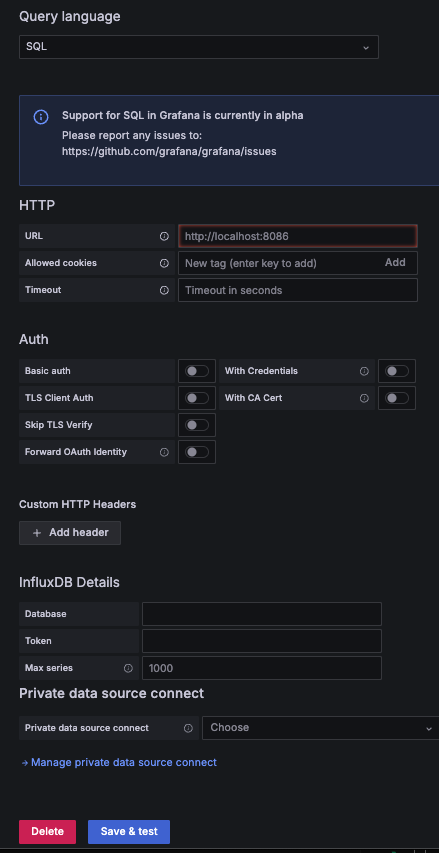 Query language
SQL
Support for SQL in Grafana is currently in alpha
Please report any issues to:
https://github.com/grafana/grafana/issues
HTTP
URL
http://localhost:8086
Allowed cookies
New tag (enter key to add)
Add
Timeout
Timeout in seconds
Auth
Basic auth
With Credentials
TLS Client Auth
With CA Cert
Skip TLS Verify
Forward OAuth Identity
Custom HTTP Headers
+ Add header
InfluxDB Details
Database
Token
Max series
1000
Private data source connect
Private data source connect
Choose
→ Manage private data source connect
Delete
Save & test